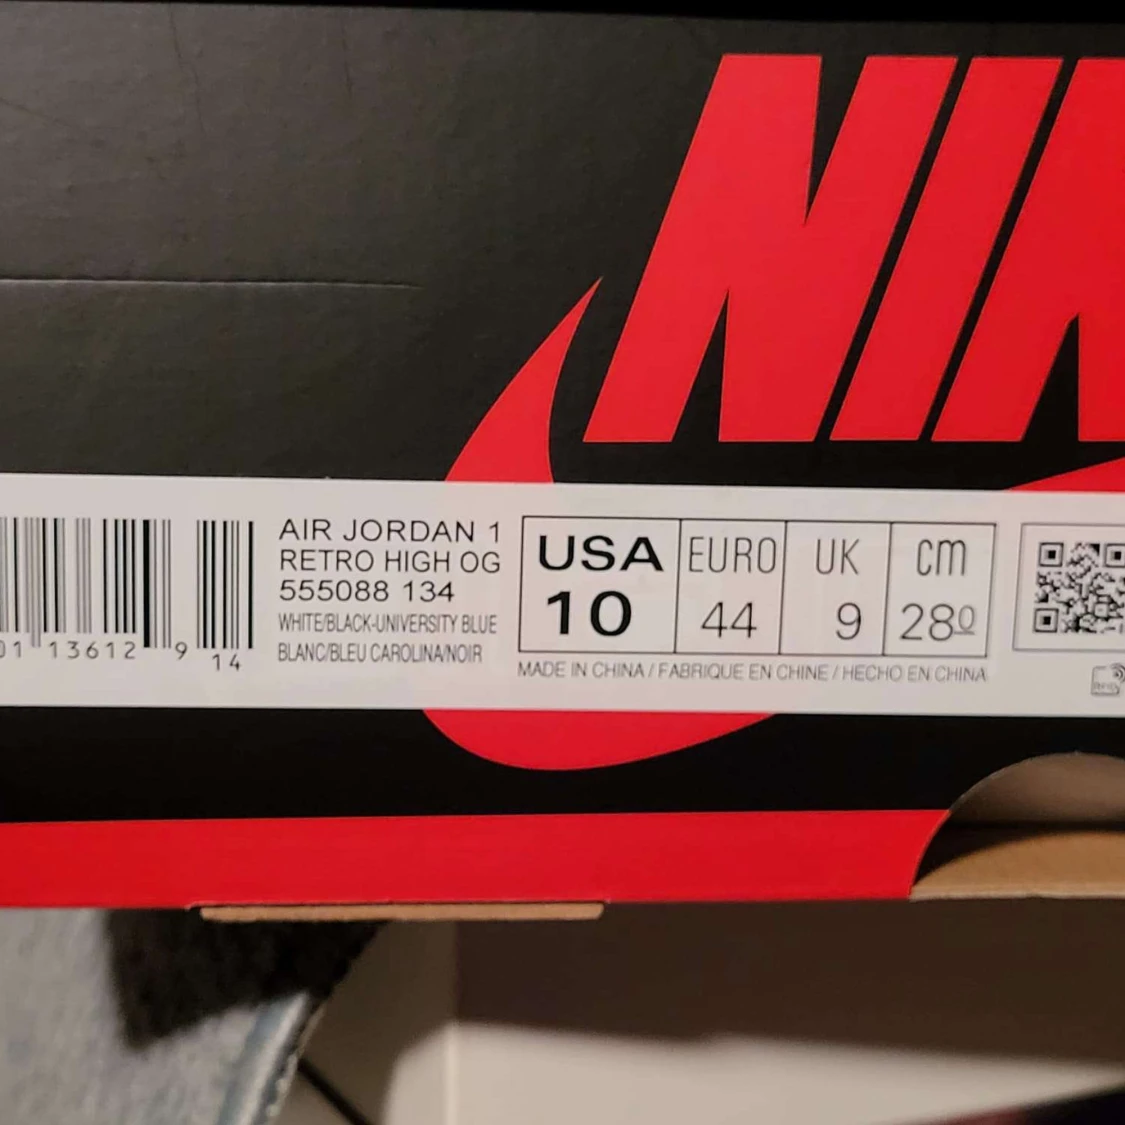 NIK
AIR JORDAN 1
RETRO HIGH OG
555088 134
WHITE/BLACK-UNIVERSITY BLUE
BLANC/BLEU CAROLINA/NOIR
01 13612 9 14
USA EURO UK CM
10 44 9 28.0
MADE IN CHINA / FABRIQUE EN CHINE / HECHO EN CHINA